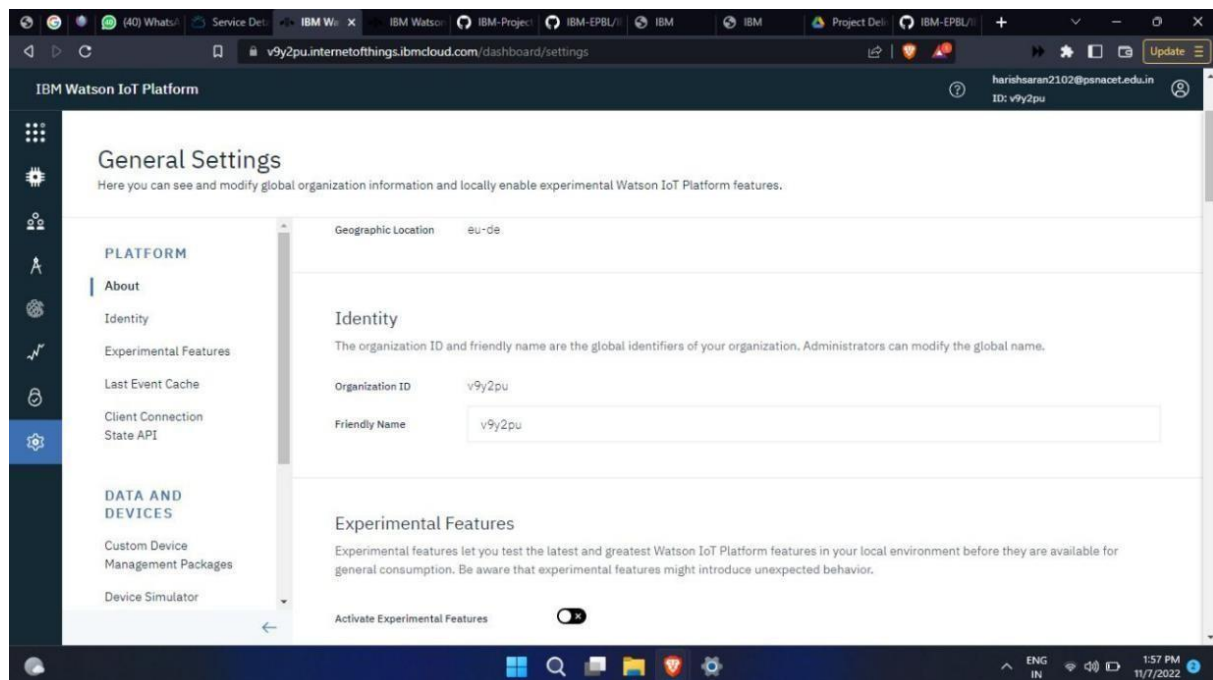 (40) WhatsA
Service Det
IBM Wa
IBM Watson
IBM-Project
IBM-EPBL/I
IBM
IBM
Project Deli
IBM-EPBL/I
v9y2pu.internetofthings.ibmcloud.com/dashboard/settings
Update
IBM Watson IoT Platform
harishsaran2102@psnacet.edu.in
ID: v9y2pu
General Settings
Here you can see and modify global organization information and locally enable experimental Watson IoT Platform features.
PLATFORM
About
Identity
Experimental Features
Last Event Cache
Client Connection
State API
DATA AND
DEVICES
Custom Device
Management Packages
Device Simulator
Geographic Location eu-de
Identity
The organization ID and friendly name are the global identifiers of your organization. Administrators can modify the global name.
Organization ID v9y2pu
Friendly Name v9y2pu
Experimental Features
Experimental features let you test the latest and greatest Watson IoT Platform features in your local environment before they are available for
general consumption. Be aware that experimental features might introduce unexpected behavior.
Activate Experimental Features
ENG
IN
1:57 PM
11/7/2022
2